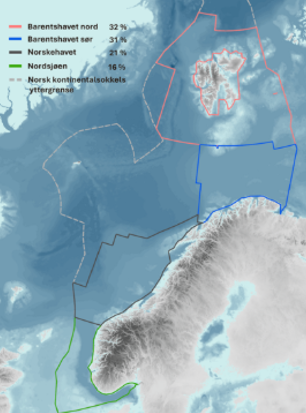 Barentshavet nord 32 %
Barentshavet sør 31 %
Norskehavet 21 %
Nordsjøen 16 %
Norsk kontinentalsokkels
yttergrense